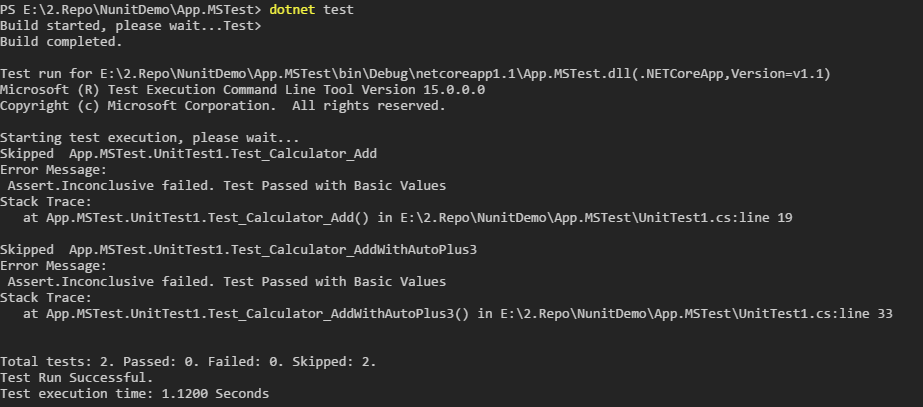 PS E:\2.Repo\NunitDemo\App.MSTest> dotnet test
Build started, please wait...Test>
Build completed.

Test run for E:\2.Repo\NunitDemo\App.MSTest\bin\Debug\netcoreapp1.1\App.MSTest.dll(.NETCoreApp,Version=v1.1)
Microsoft (R) Test Execution Command Line Tool Version 15.0.0.0
Copyright (c) Microsoft Corporation.  All rights reserved.

Starting test execution, please wait...
Skipped  App.MSTest.UnitTest1.Test_Calculator_Add
Error Message:
 Assert.Inconclusive failed. Test Passed with Basic Values
Stack Trace:
   at App.MSTest.UnitTest1.Test_Calculator_Add() in E:\2.Repo\NunitDemo\App.MSTest\UnitTest1.cs:line 19

Skipped  App.MSTest.UnitTest1.Test_Calculator_AddWithAutoPlus3
Error Message:
 Assert.Inconclusive failed. Test Passed with Basic Values
Stack Trace:
   at App.MSTest.UnitTest1.Test_Calculator_AddWithAutoPlus3() in E:\2.Repo\NunitDemo\App.MSTest\UnitTest1.cs:line 33

Total tests: 2. Passed: 0. Failed: 0. Skipped: 2.
Test Run Successful.
Test execution time: 1.1200 Seconds